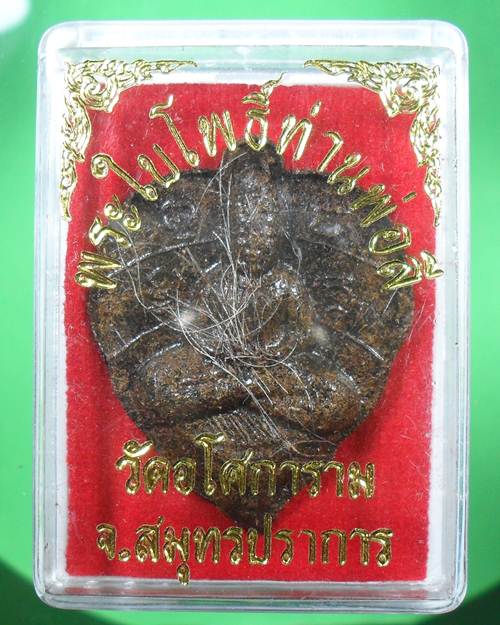 พระใบโพธิ์ท่านพ่อลี
วัดอโศการาม
จ.สมุทรปราการ